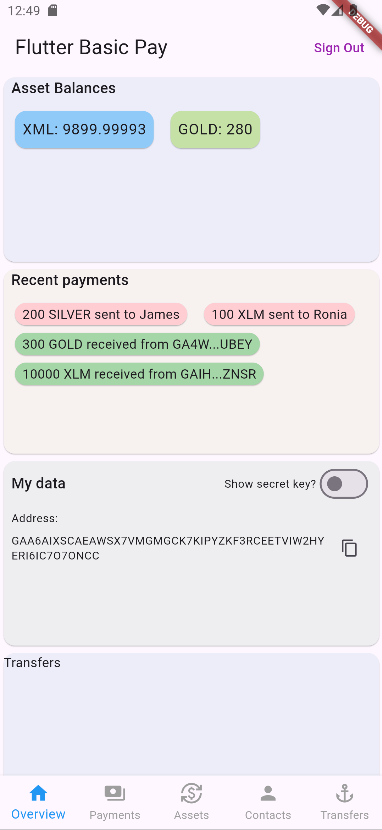 12:49
DEBUG
Flutter Basic Pay
Sign Out
Asset Balances
XML: 9899.99993
GOLD: 280
Recent payments
200 SILVER sent to James
100 XLM sent to Ronia
300 GOLD received from GA4W...UBEY
10000 XLM received from GAIH...ZNSR
My data
Show secret key?
Address:
GAA6AIXSCAEAWSX7VMGMGCK7KIPYZKF3RCEETVIW2HY
ERI6IC7O7ONCC
Transfers
Overview
Payments
Assets
Contacts
Transfers